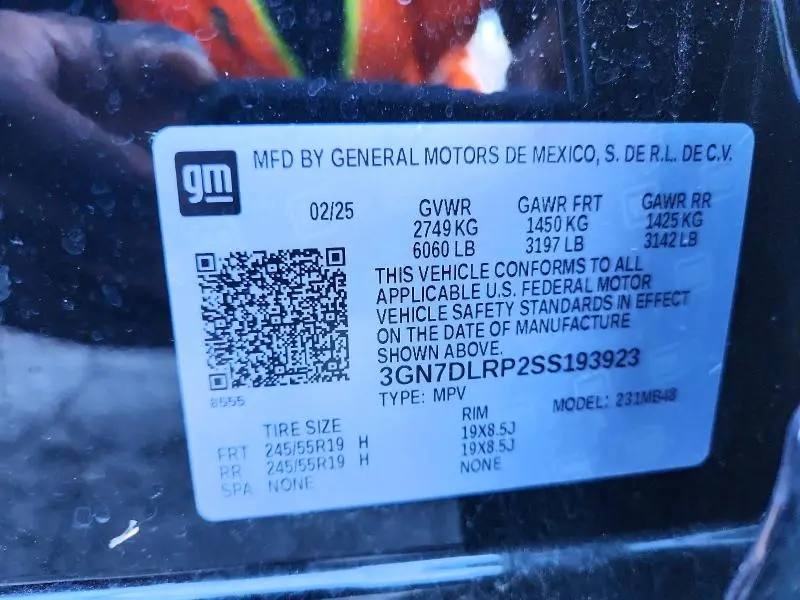 gm
MFD BY GENERAL MOTORS DE MEXICO, S. DE R.L. DE C.V.
02/25 GVWR GAWR FRT GAWR RR
2749 KG 1450 KG 1425 KG
6060 LB 3197 LB 3142 LB
THIS VEHICLE CONFORMS TO ALL
APPLICABLE U.S. FEDERAL MOTOR
VEHICLE SAFETY STANDARDS IN EFFECT
ON THE DATE OF MANUFACTURE
SHOWN ABOVE.
3GN7DLRP2SS193923
8555
TYPE: MPV MODEL: 231MB48
TIRE SIZE RIM
FRT 245/55R19 H 19X8.5J
RR 245/55R19 H 19X8.5J
SPA NONE NONE